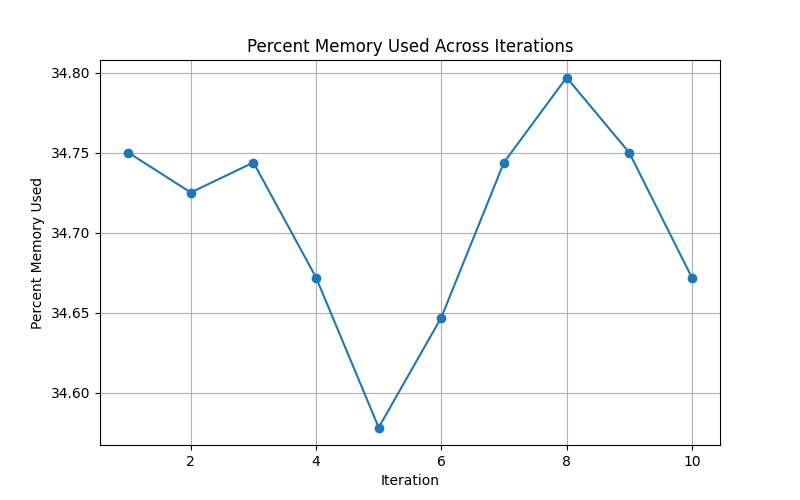 Percent Memory Used Across Iterations
34.80
34.75
34.70
34.65
34.60
Percent Memory Used
2 4 6 8 10
Iteration